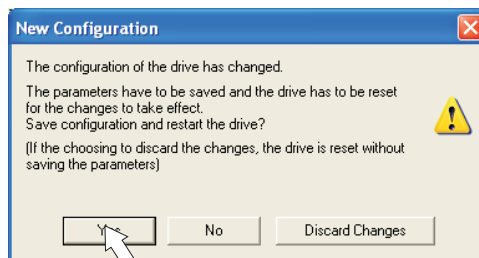 New Configuration
The configuration of the drive has changed.
The parameters have to be saved and the drive has to be reset
for the changes to take effect.
Save configuration and restart the drive?
(If the choosing to discard the changes, the drive is reset without
saving the parameters)
Yes No Discard Changes